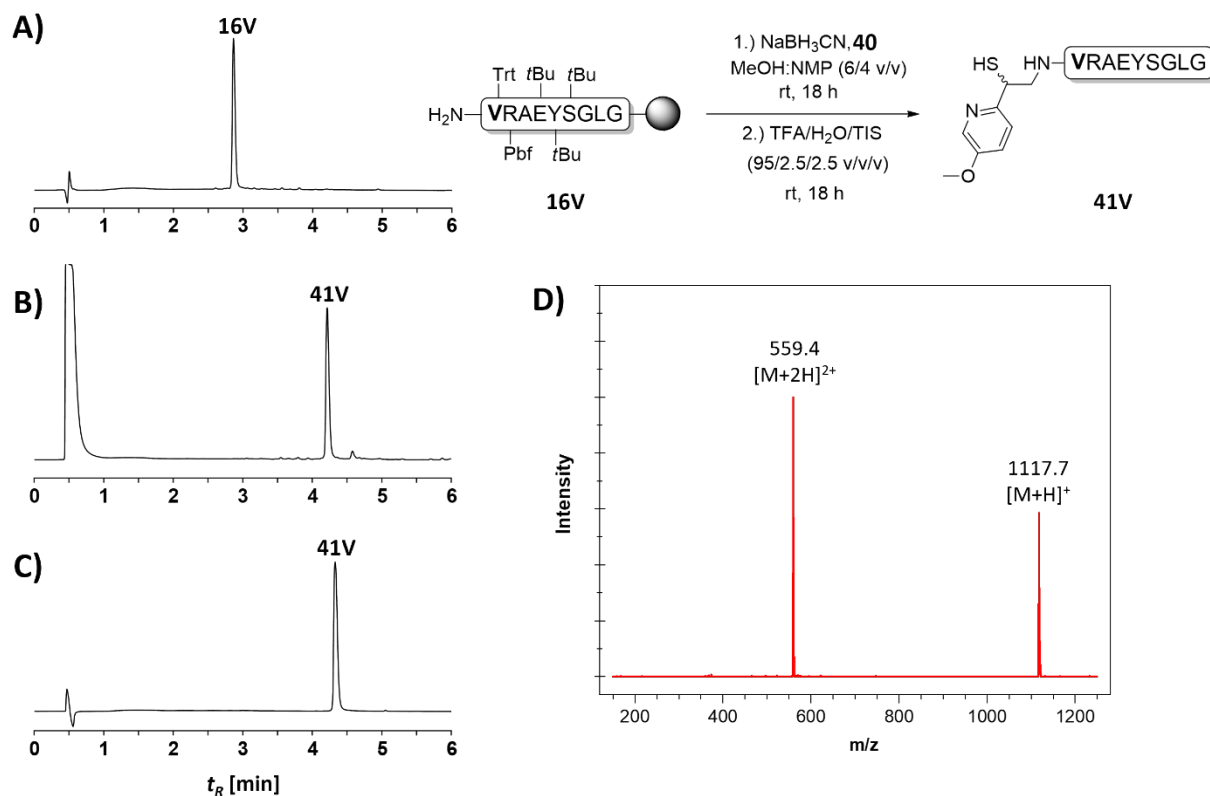 A)
16V
0 1 2 3 4 5 6
Trt tBu tBu
H₂N VRAEYSGLG
Pbf tBu
16V
1.) NaBH3CN, 40
MeOH:NMP (6/4 v/v)
rt, 18 h
2.) TFA/H₂O/TIS
(95/2.5/2.5 v/v/v)
rt, 18 h
HS HN VRAEYSGLG
N
O
41V
B)
41V
0 1 2 3 4 5 6
C)
41V
0 1 2 3 4 5 6
tR [min]
D)
559.4
[M+2H]²⁺
1117.7
[M+H]⁺
Intensity
200 400 600 800 1000 1200
m/z